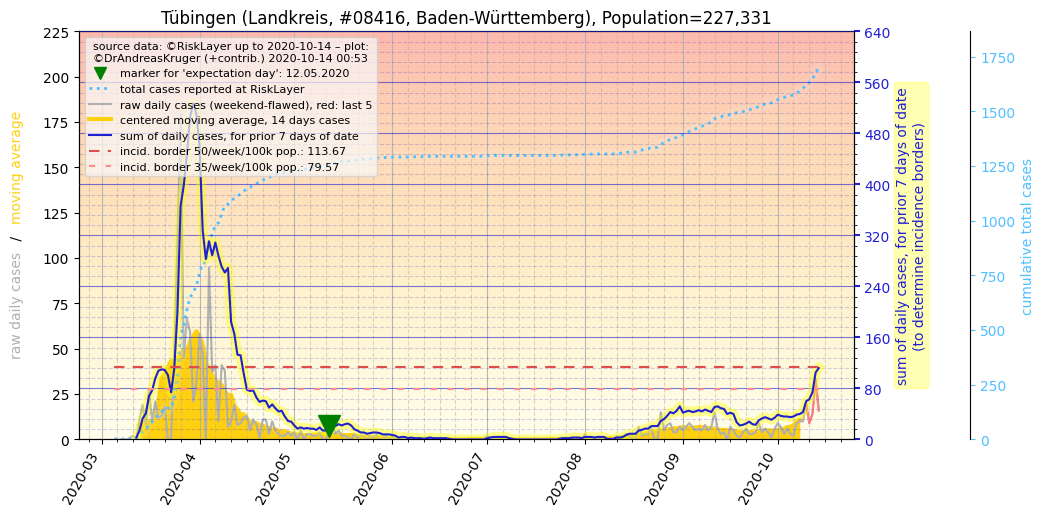 Tübingen (Landkreis, #08416, Baden-Württemberg), Population=227,331
source data: ©RiskLayer up to 2020-10-14 – plot:
©DrAndreasKruger (+contrib.) 2020-10-14 00:53
marker for 'expectation day': 12.05.2020
total cases reported at RiskLayer
raw daily cases (weekend-flawed), red: last 5
centered moving average, 14 days cases
sum of daily cases, for prior 7 days of date
incid. border 50/week/100k pop.: 113.67
incid. border 35/week/100k pop.: 79.57
raw daily cases / moving average
225
200
175
150
125
100
75
50
25
0
2020-03
2020-04
2020-05
2020-06
2020-07
2020-08
2020-09
2020-10
640
560
480
400
320
240
160
80
0
sum of daily cases, for prior 7 days of date
(to determine incidence borders)
1750
1500
1250
1000
750
500
250
0
cumulative total cases